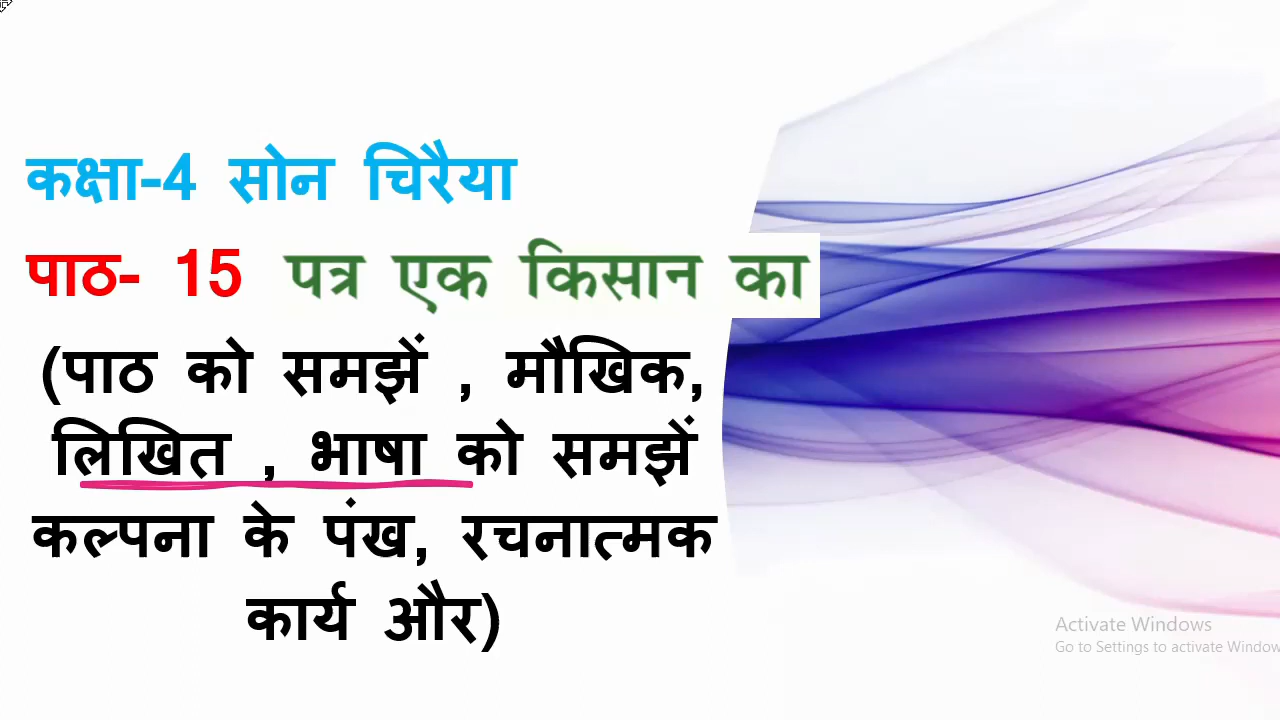 कक्षा-4 सोन चिरैया
पाठ- 15 पत्र एक किसान का
(पाठ को समझें , मौखिक,
लिखित , भाषा को समझें
कल्पना के पंख, रचनात्मक
कार्य और)
Activate Windows
Go to Settings to activate Window